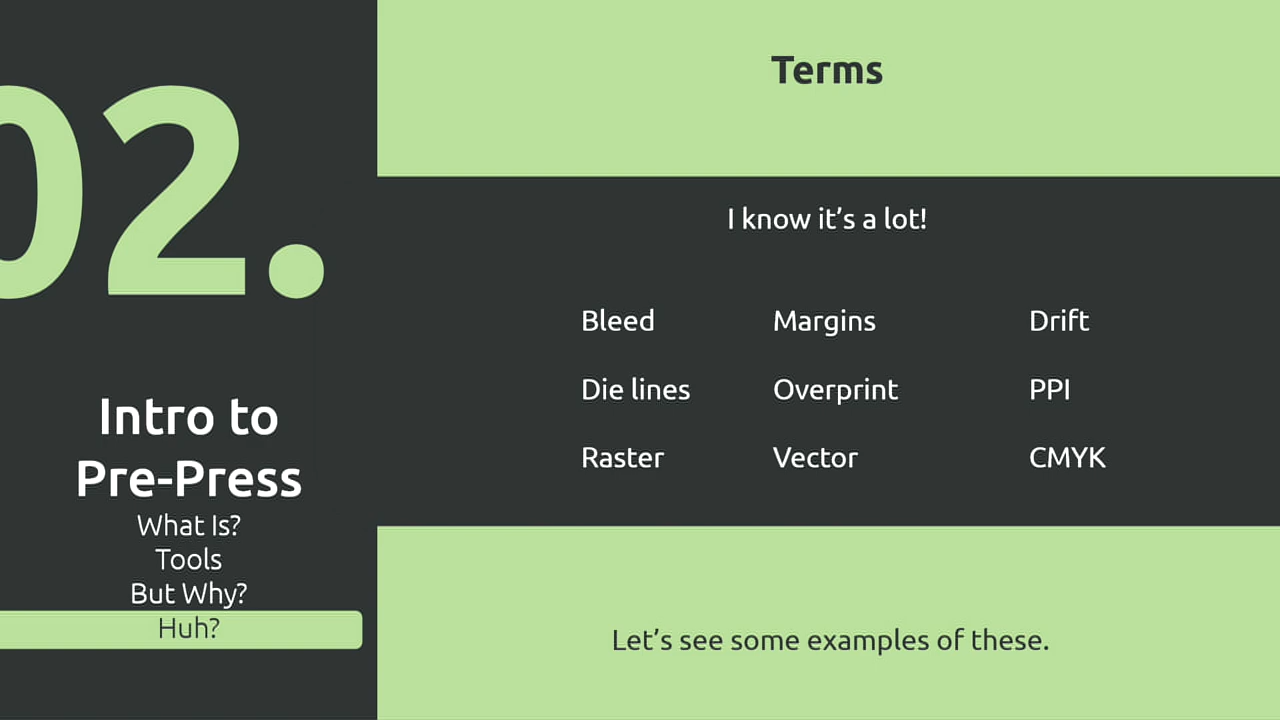 02.
Intro to
Pre-Press
What Is?
Tools
But Why?
Huh?
Terms
I know it’s a lot!
Bleed Margins Drift
Die lines Overprint PPI
Raster Vector CMYK
Let’s see some examples of these.